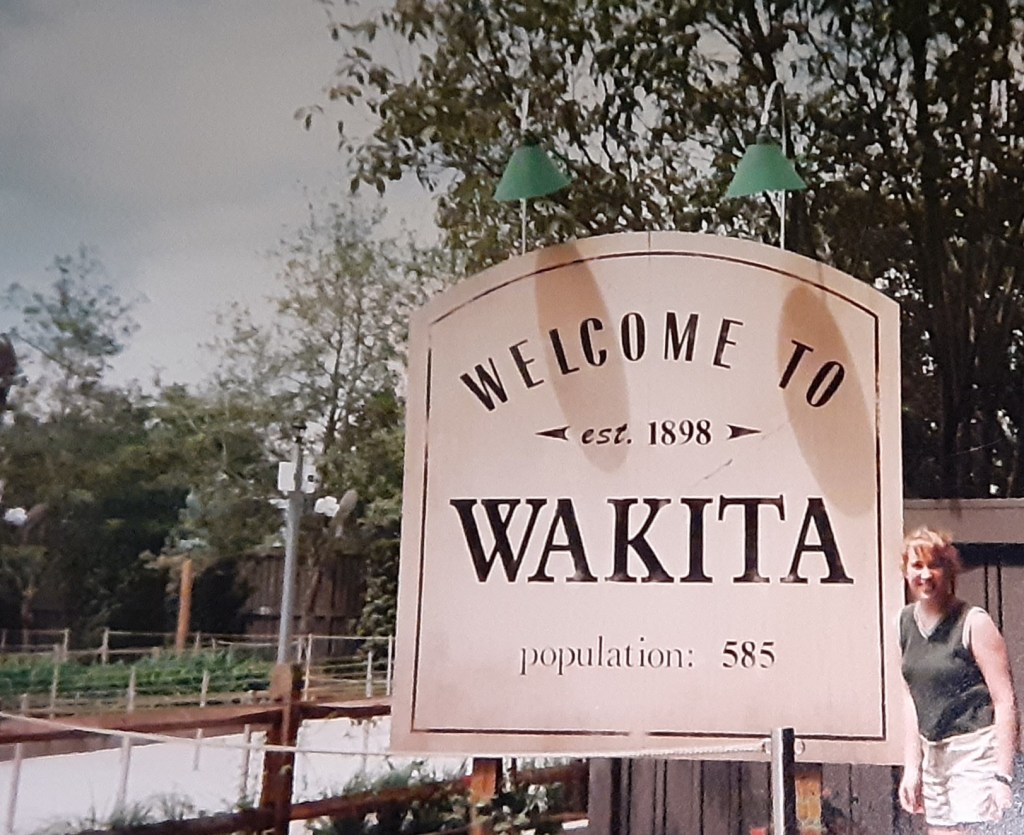 WELCOME TO
est. 1898
WAKITA
population: 585